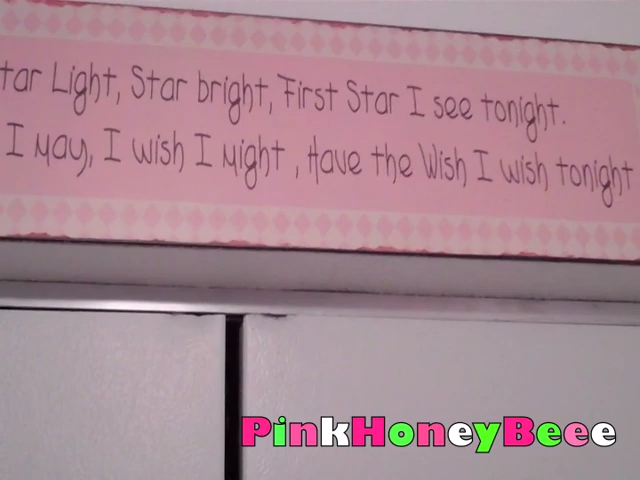 tar Light, Star bright, First Star I see tonight.
I May, I wish I Might , Have the Wish I wish tonight
PinkHoneyBeee